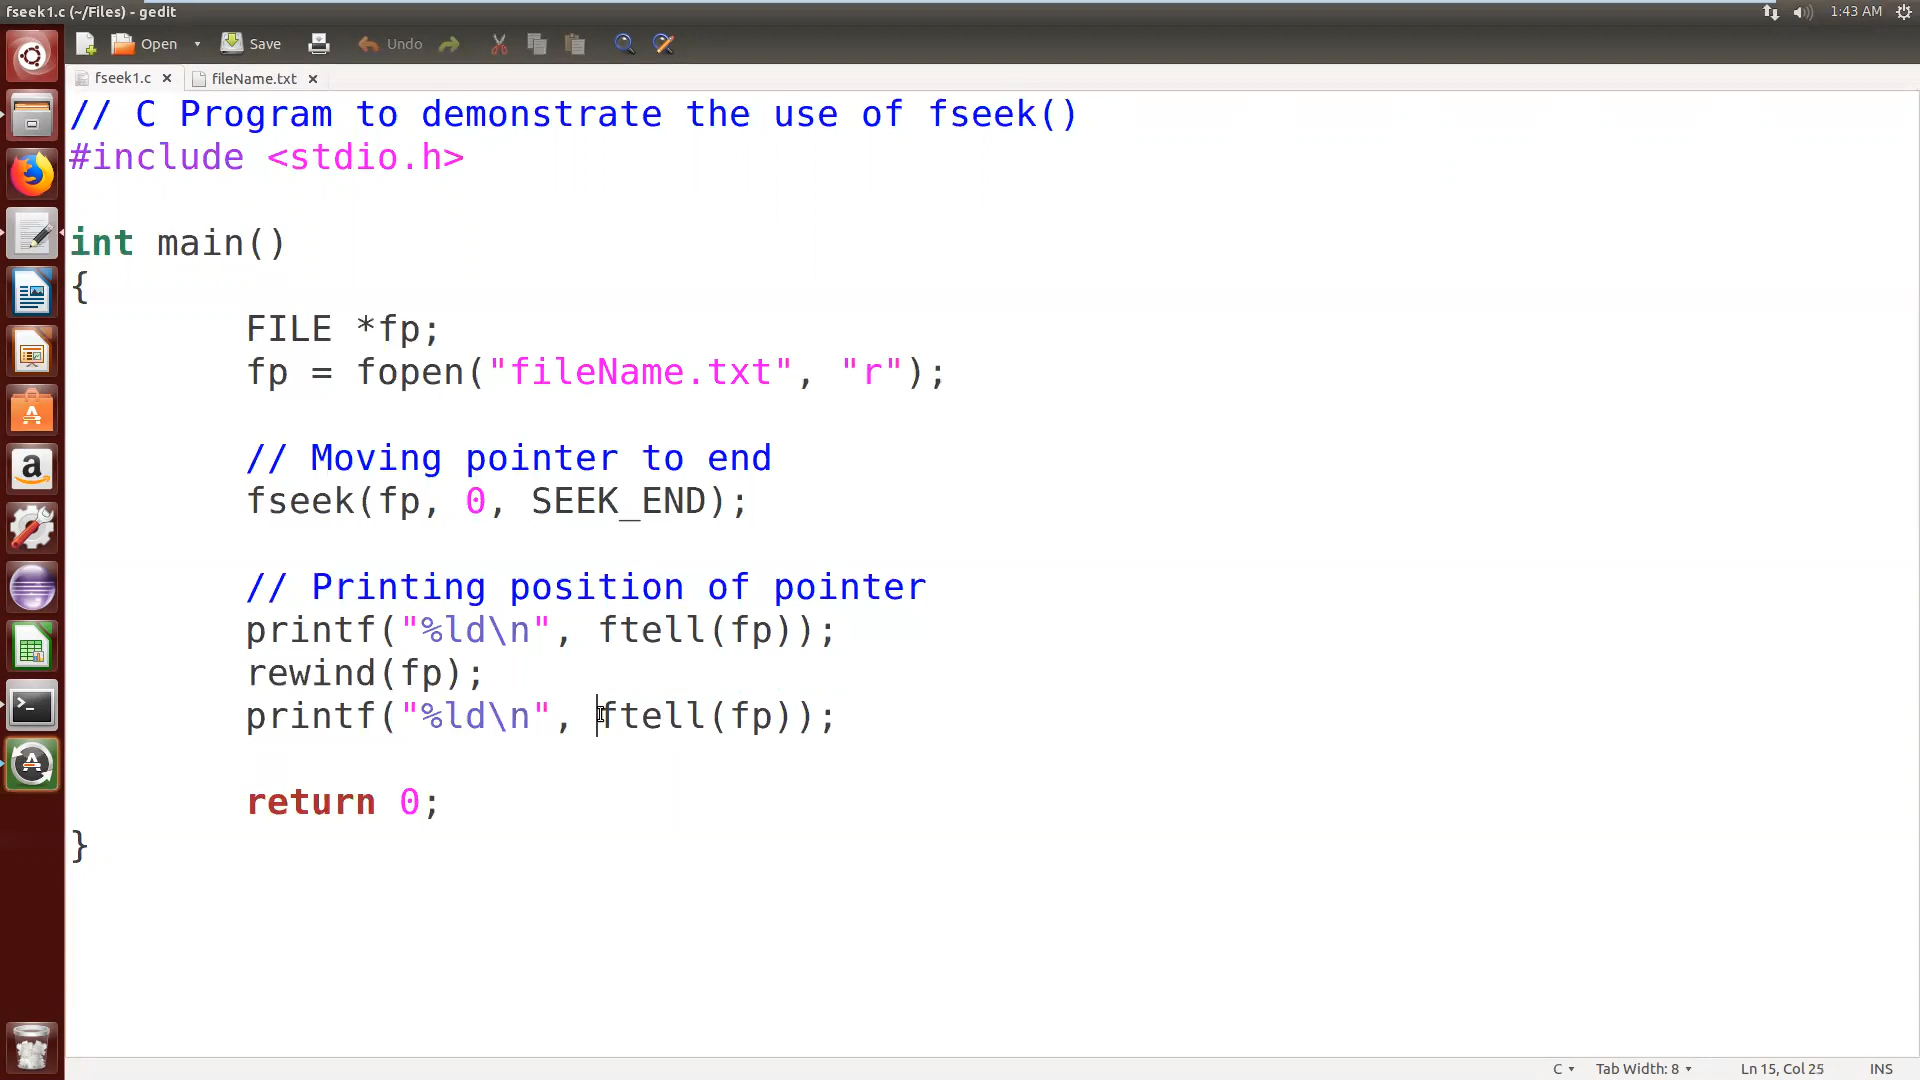 fseek1.c (~/Files) - gedit
1:43 AM
Open
Save
Undo
fseek1.c
fileName.txt
// C Program to demonstrate the use of fseek()
#include <stdio.h>
int main()
{
FILE *fp;
fp = fopen("fileName.txt", "r");
// Moving pointer to end
fseek(fp, 0, SEEK_END);
// Printing position of pointer
printf("%ld\n", ftell(fp));
rewind(fp);
printf("%ld\n", ftell(fp));
return 0;
}
C
Tab Width: 8
Ln 15, Col 25
INS